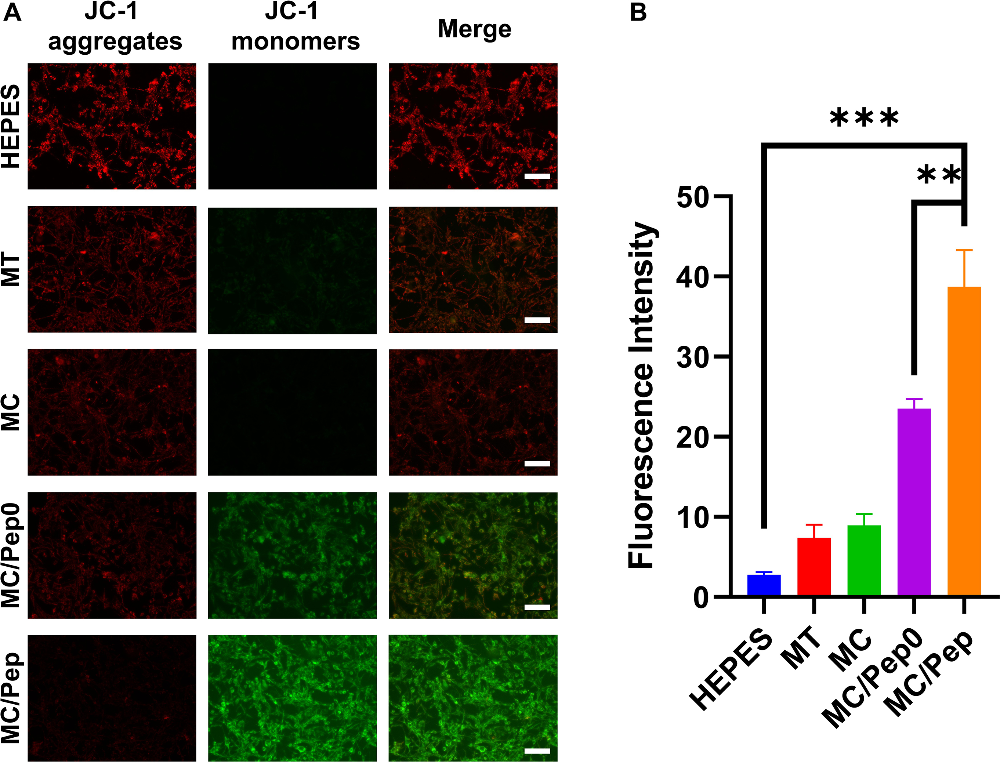 A
JC-1
aggregates
JC-1
monomers
Merge
HEPES
MT
MC
MC/Pep0
MC/Pep
B
***
**
Fluorescence Intensity
50
40
30
20
10
0
HEPES
MT
MC
MC/Pep0
MC/Pep